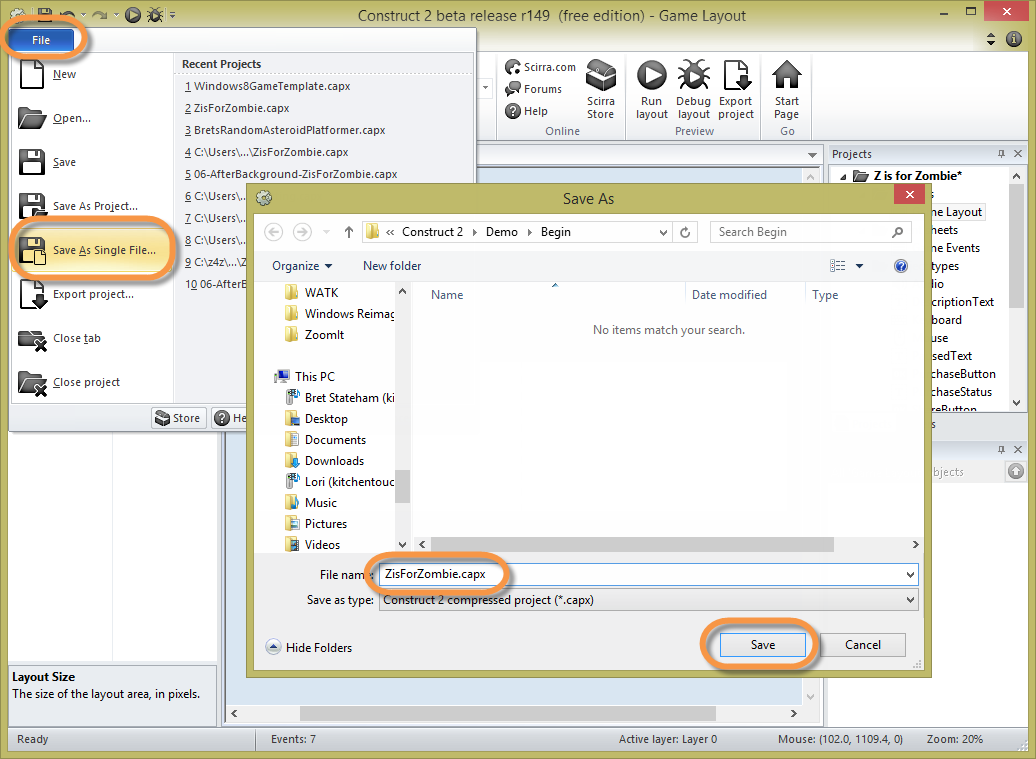 Construct 2 beta release r149 (free edition) - Game Layout
File
New
Open...
Save
Save As Project...
Save As Single File...
Export project...
Close tab
Close project
Recent Projects
1 Windows8GameTemplate.capx
2 ZisForZombie.capx
3 BretsRandomAsteroidPlatformer.capx
4 C:\Users\...\ZisForZombie.capx
5 06-AfterBackground-ZisForZombie.capx
6 C:\Users\..
7 C:\Users\..
8 C:\Users\..
9 C:\z4z\...\Z
10 06-AfterB
Store
He
Scirra.com
Forums
Help
Scirra
Store
Online
Run
layout
Debug
layout
Export
project
Preview
Start
Page
Go
Projects
Z is for Zombie*
s
ne Layout
heets
ne Events
types
lio
criptionText
board
use
sedText
chaseButton
chaseStatus
reButton
s
bjects
Save As
« Construct 2 Demo Begin
Search Begin
Organize
New folder
WATK
Windows Reimag
ZoomIt
This PC
Bret Stateham (ki
Desktop
Documents
Downloads
Lori (kitchentouc
Music
Pictures
Videos
Name
Date modified
Type
No items match your search.
File name:
ZisForZombie.capx
Save as type:
Construct 2 compressed project (*.capx)
Hide Folders
Save
Cancel
Layout Size
The size of the layout area, in pixels.
Ready
Events: 7
Active layer: Layer 0
Mouse: (102.0, 1109.4, 0)
Zoom: 20%